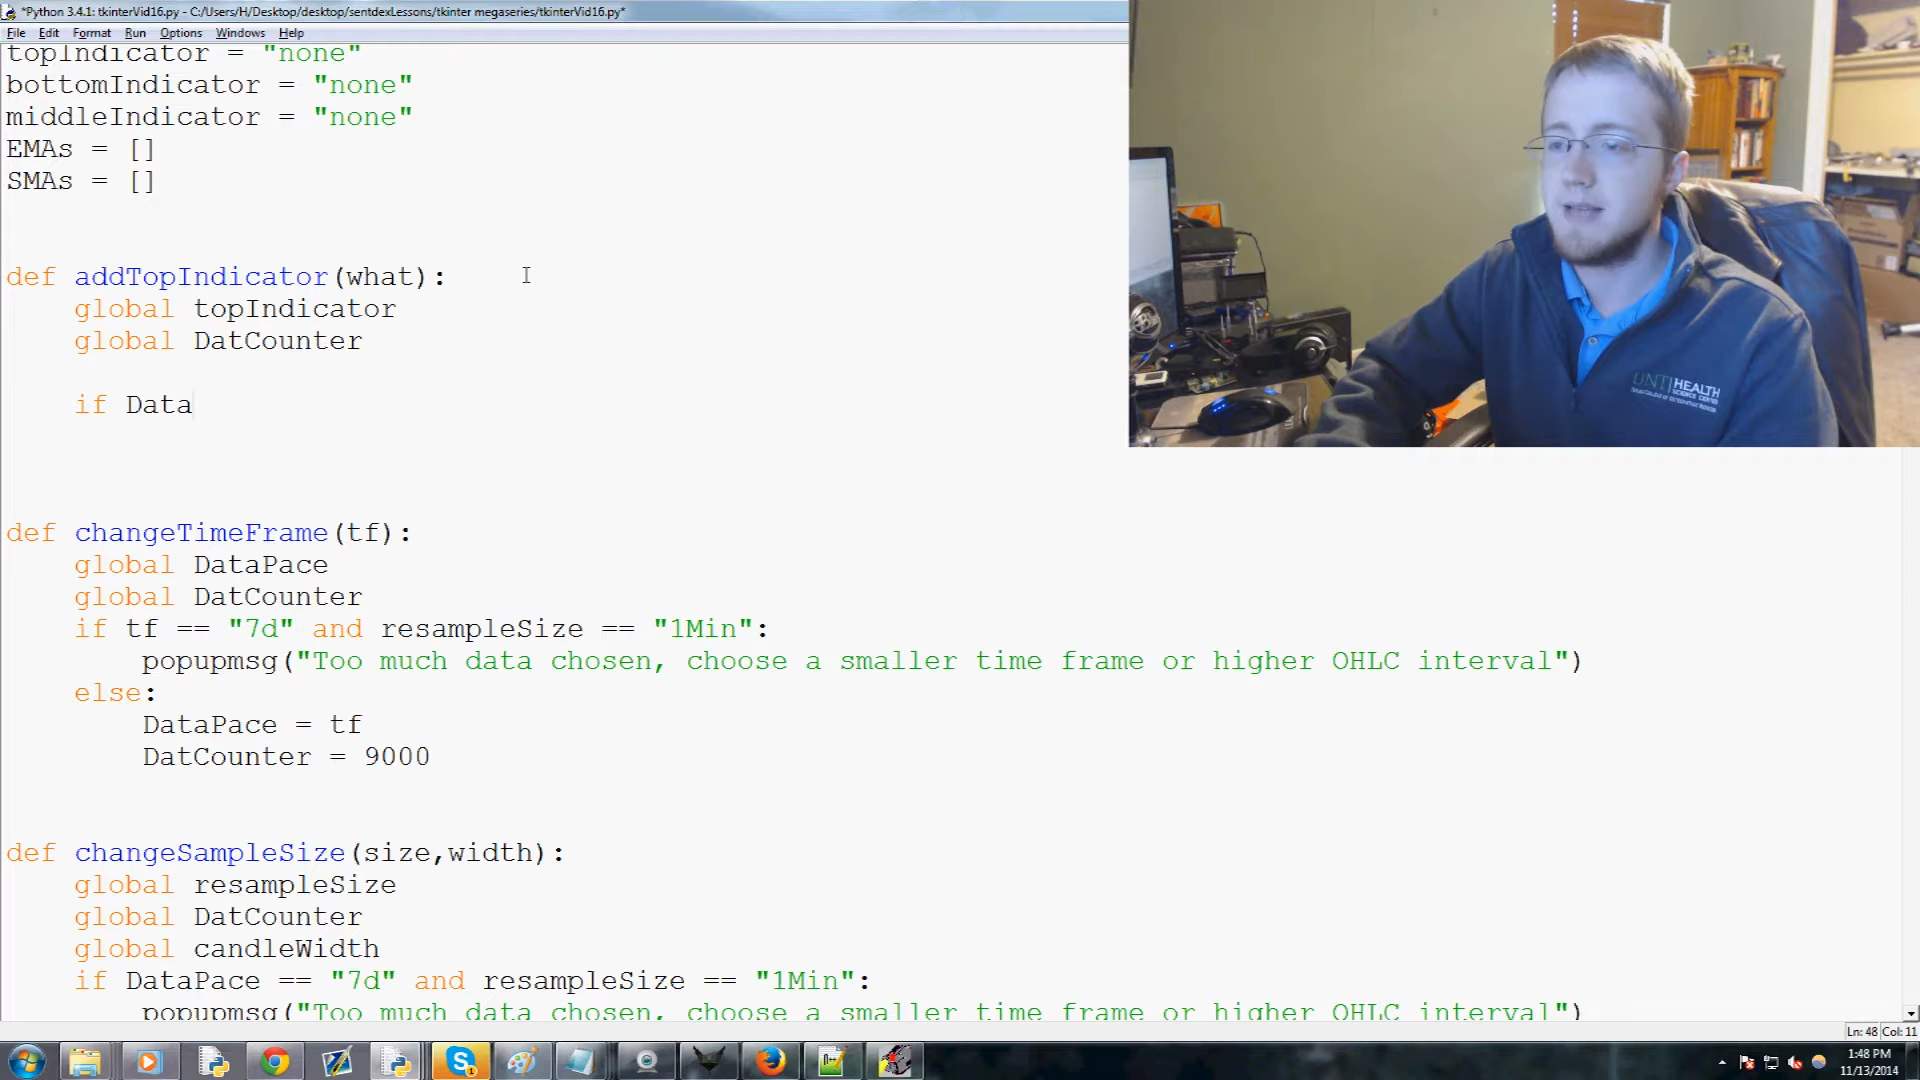 *Python 3.4.1: tkinterVid16.py - C:/Users/H/Desktop/desktop/sentdexLessons/tkinter megaseries/tkinterVid16.py*
File Edit Format Run Options Windows Help
topIndicator = "none"
bottomIndicator = "none"
middleIndicator = "none"
EMAs = []
SMAs = []
def addTopIndicator(what):
global topIndicator
global DatCounter
if Data
def changeTimeFrame(tf):
global DataPace
global DatCounter
if tf == "7d" and resampleSize == "1Min":
popupmsg("Too much data chosen, choose a smaller time frame or higher OHLC interval")
else:
DataPace = tf
DatCounter = 9000
def changeSampleSize(size,width):
global resampleSize
global DatCounter
global candleWidth
if DataPace == "7d" and resampleSize == "1Min":
popupmsg("Too much data chosen, choose a smaller time frame or higher OHLC interval")
UNT HEALTH
SCIENCE CENTER
Ln: 48 Col: 11
1:48 PM
11/13/2014